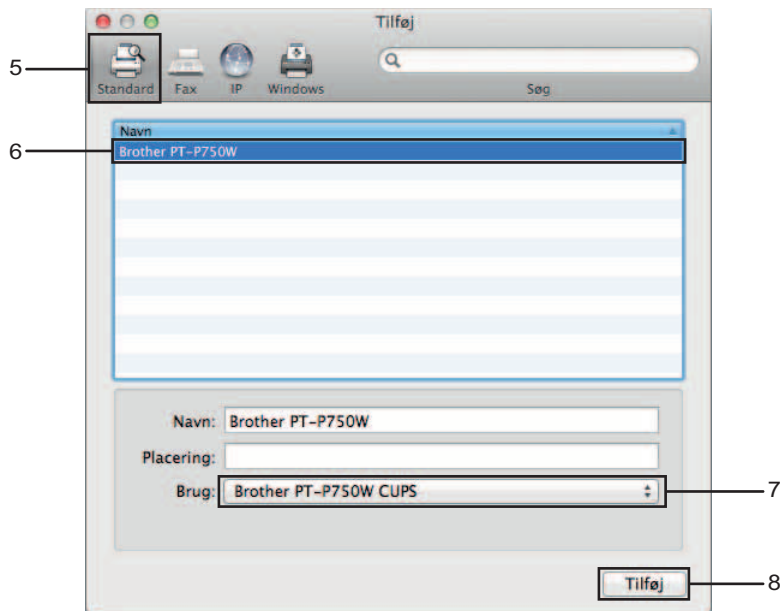 Tilføj
5
Standard Fax IP Windows Søg
Navn
6
Brother PT-P750W
Navn: Brother PT-P750W
Placering:
Brug: Brother PT-P750W CUPS
7
Tilføj
8